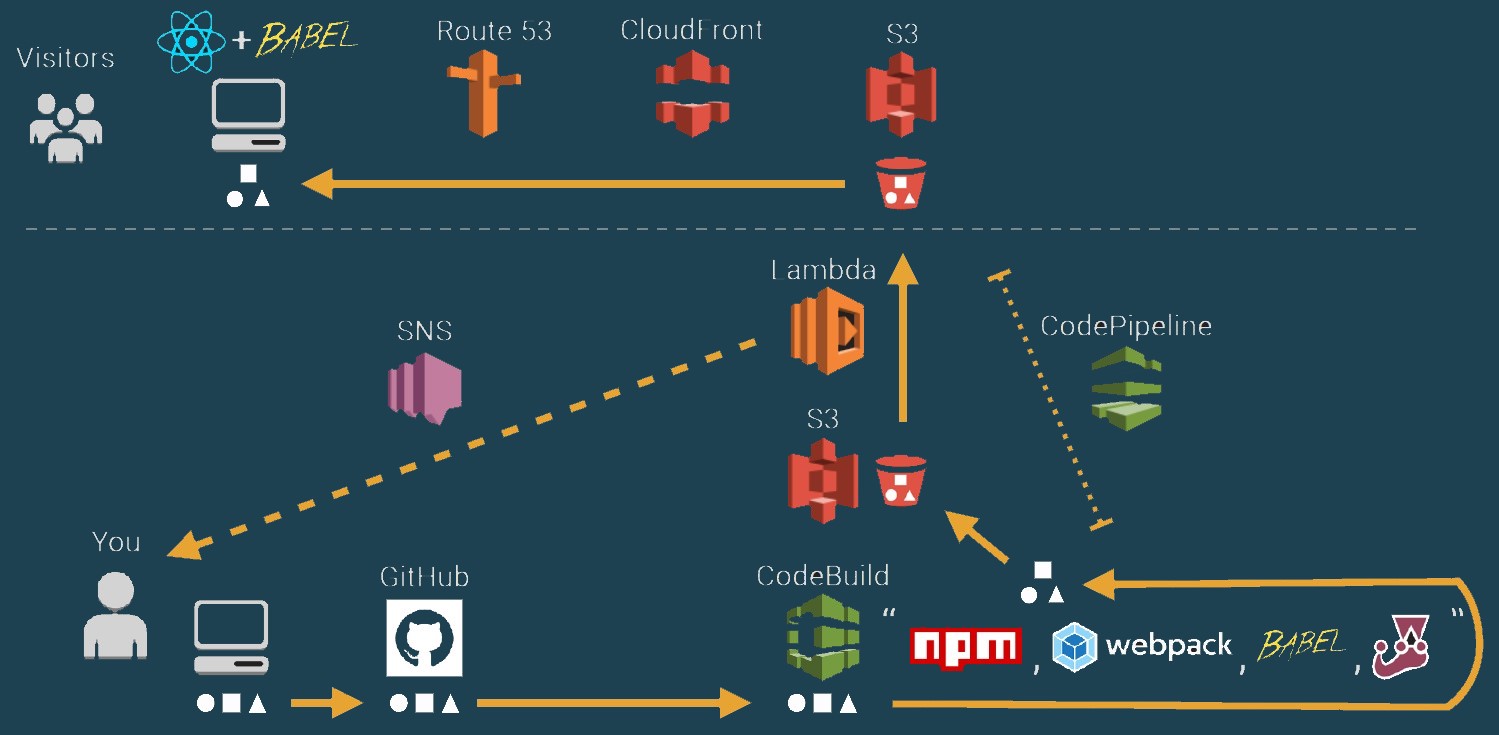 Visitors
+ BABEL
Route 53
CloudFront
S3
Lambda
SNS
CodePipeline
S3
You
GitHub
CodeBuild
“ npm , webpack , BABEL , ”